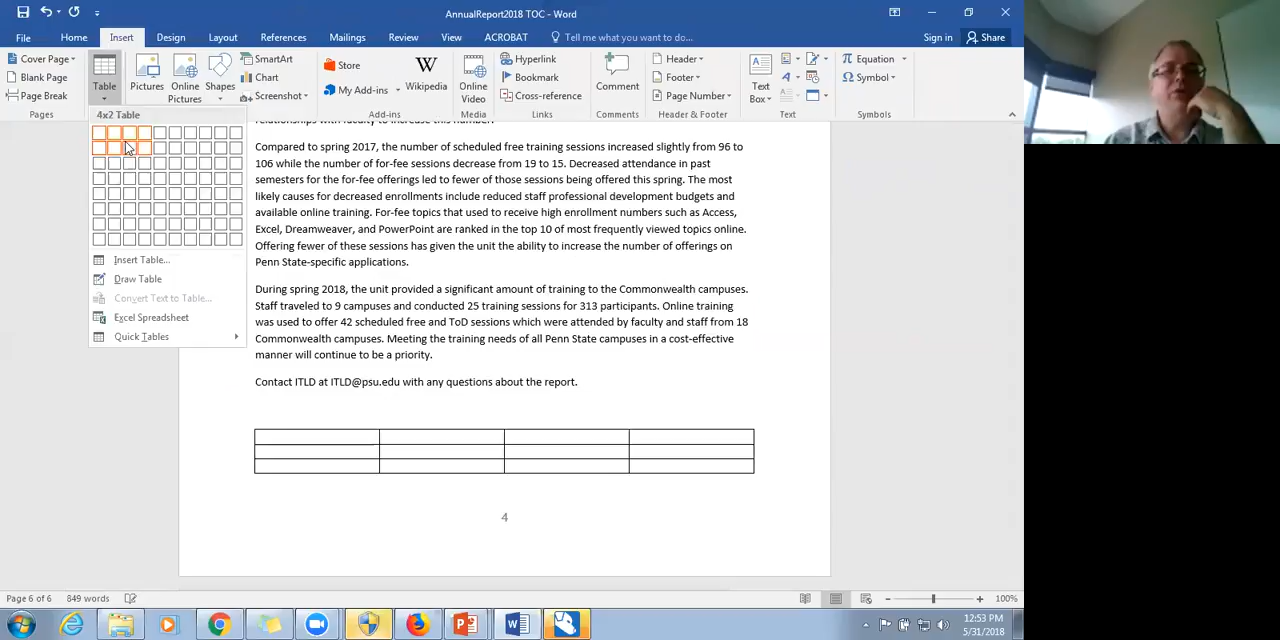 AnnualReport2018 TOC - Word
File Home Insert Design Layout References Mailings Review View ACROBAT Tell me what you want to do... Sign in Share
Cover Page
Blank Page
Page Break
Pages
Table
Pictures
Online Pictures
Shapes
SmartArt
Chart
Screenshot
Store
My Add-ins
Wikipedia
Add-ins
Online Video
Media
Hyperlink
Bookmark
Cross-reference
Links
Comment
Comments
Header
Footer
Page Number
Header & Footer
Text Box
Text
Equation
Symbol
Symbols
4x2 Table
Insert Table...
Draw Table
Convert Text to Table...
Excel Spreadsheet
Quick Tables
relationships with faculty to increase this number.
Compared to spring 2017, the number of scheduled free training sessions increased slightly from 96 to
106 while the number of for-fee sessions decrease from 19 to 15. Decreased attendance in past
semesters for the for-fee offerings led to fewer of those sessions being offered this spring. The most
likely causes for decreased enrollments include reduced staff professional development budgets and
available online training. For-fee topics that used to receive high enrollment numbers such as Access,
Excel, Dreamweaver, and PowerPoint are ranked in the top 10 of most frequently viewed topics online.
Offering fewer of these sessions has given the unit the ability to increase the number of offerings on
Penn State-specific applications.
During spring 2018, the unit provided a significant amount of training to the Commonwealth campuses.
Staff traveled to 9 campuses and conducted 25 training sessions for 313 participants. Online training
was used to offer 42 scheduled free and ToD sessions which were attended by faculty and staff from 18
Commonwealth campuses. Meeting the training needs of all Penn State campuses in a cost-effective
manner will continue to be a priority.
Contact ITLD at ITLD@psu.edu with any questions about the report.
4
Page 6 of 6 849 words 100%
12:53 PM
5/31/2018